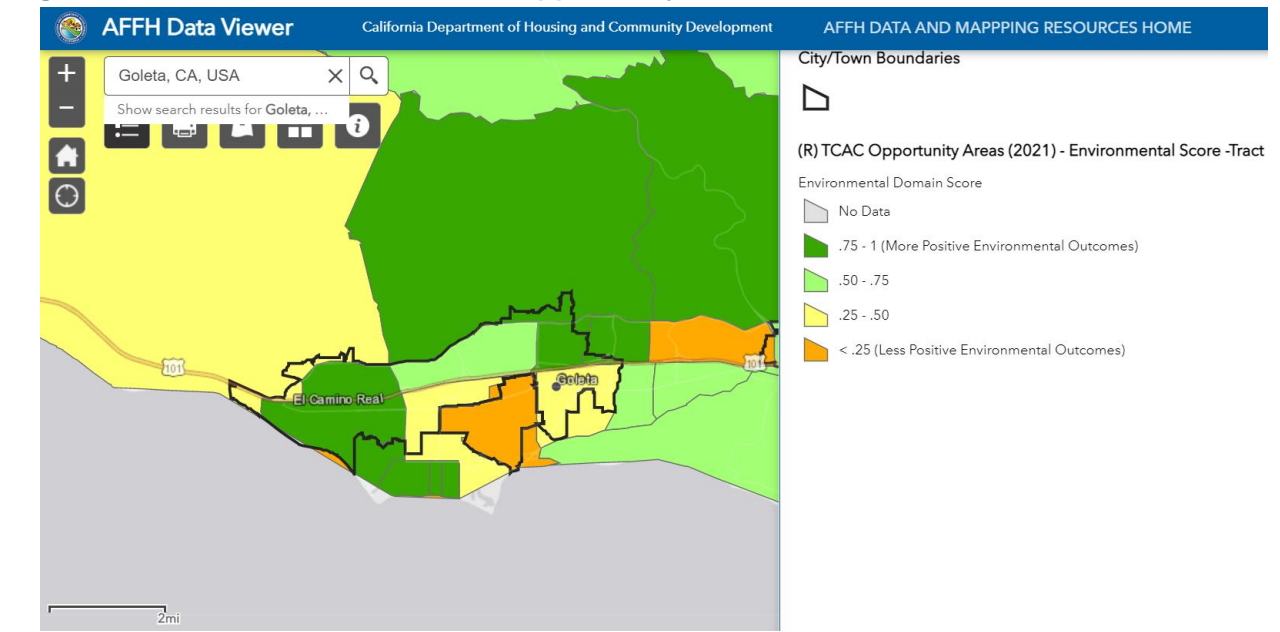 AFFH Data Viewer
California Department of Housing and Community Development
AFFH DATA AND MAPPPING RESOURCES HOME
+
Goleta, CA, USA
−
Show search results for Goleta, ...
101
El Camino Real
Goleta
101
2mi
City/Town Boundaries
(R) TCAC Opportunity Areas (2021) - Environmental Score -Tract
Environmental Domain Score
No Data
.75 - 1 (More Positive Environmental Outcomes)
.50 - .75
.25 - .50
< .25 (Less Positive Environmental Outcomes)